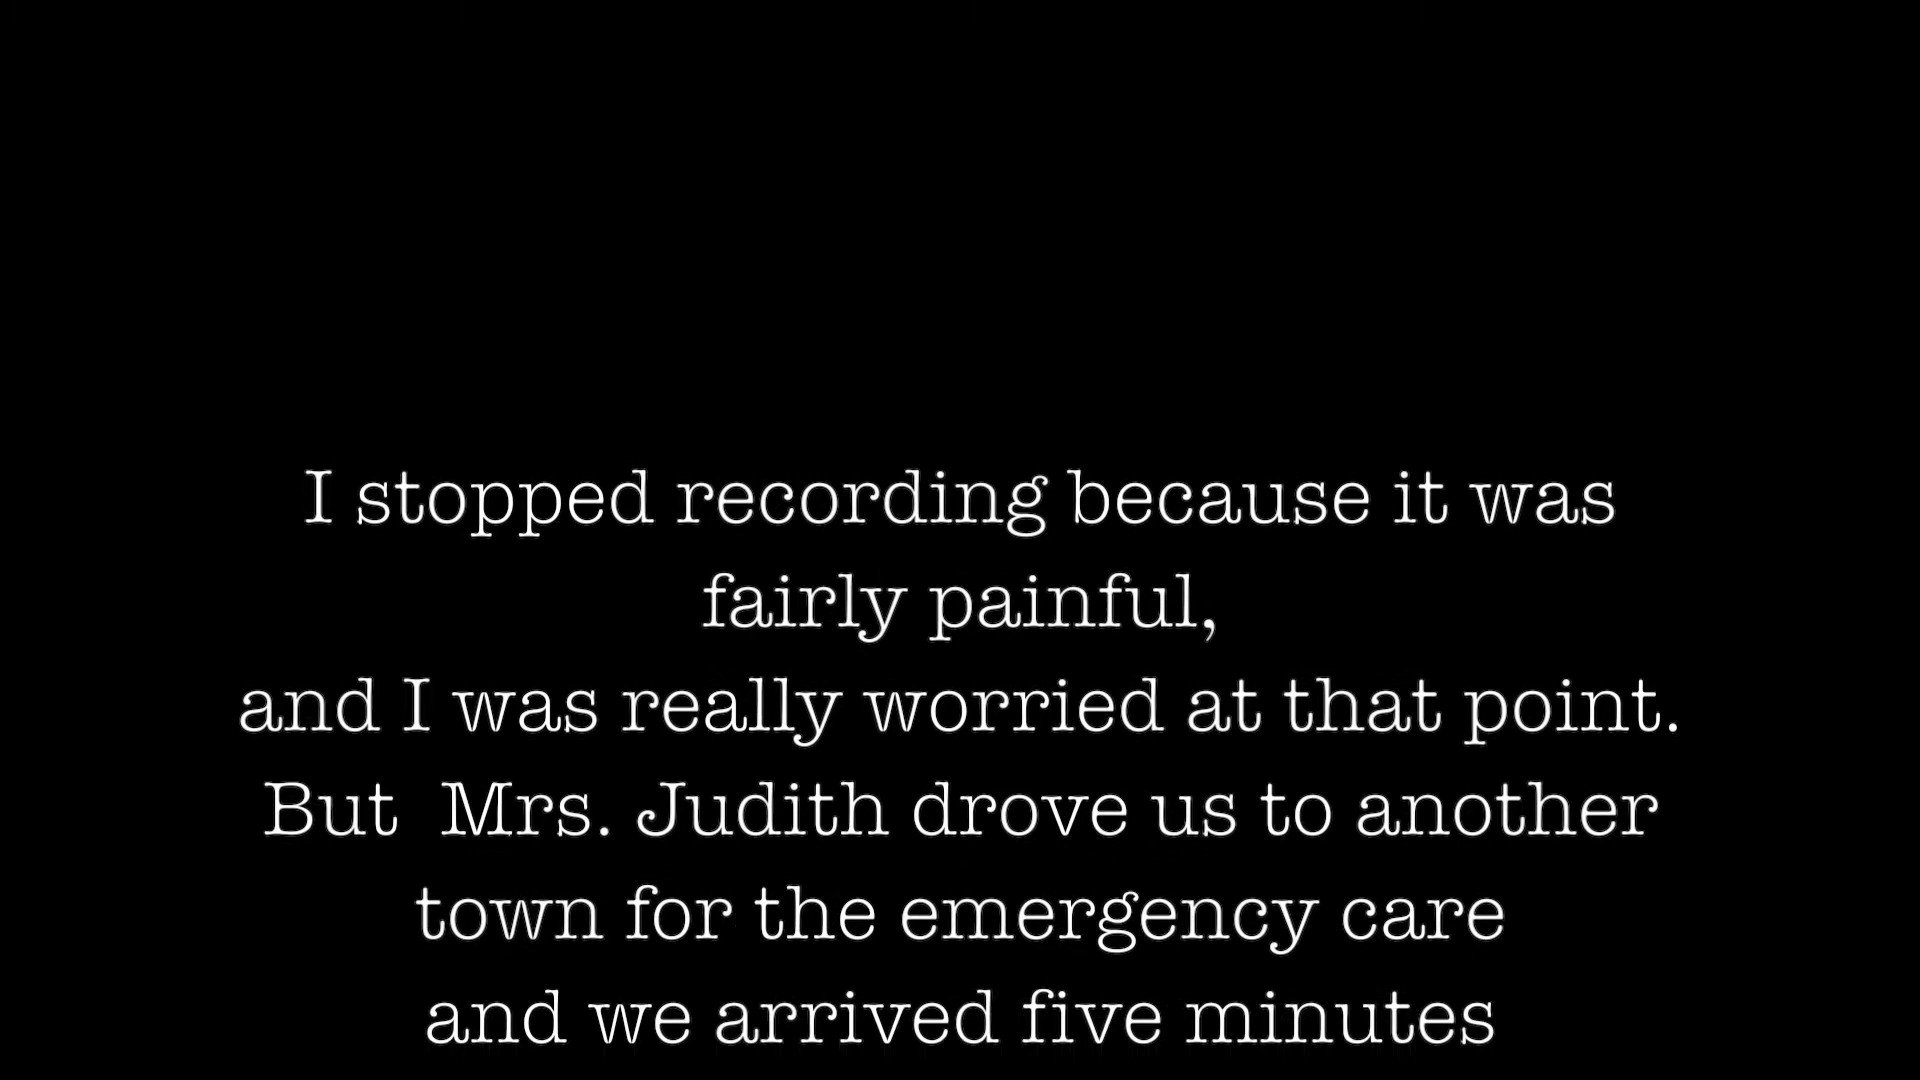 I stopped recording because it was
fairly painful,
and I was really worried at that point.
But  Mrs. Judith drove us to another
town for the emergency care
and we arrived five minutes